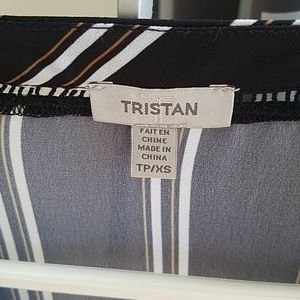 TRISTAN
FAIT EN
CHINE
MADE IN
CHINA
TP/XS